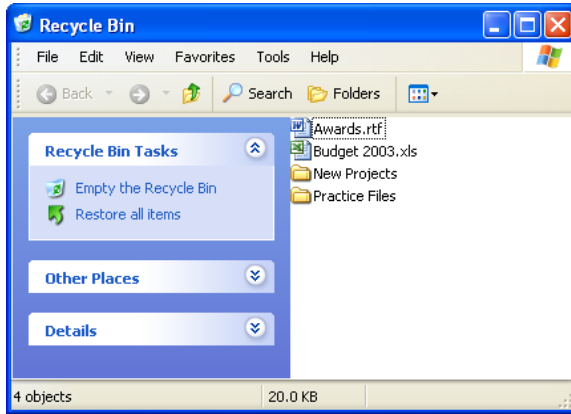 Recycle Bin
File Edit View Favorites Tools Help
Back Search Folders
Recycle Bin Tasks
Empty the Recycle Bin
Restore all items
Other Places
Details
Awards.rtf
Budget 2003.xls
New Projects
Practice Files
4 objects 20.0 KB